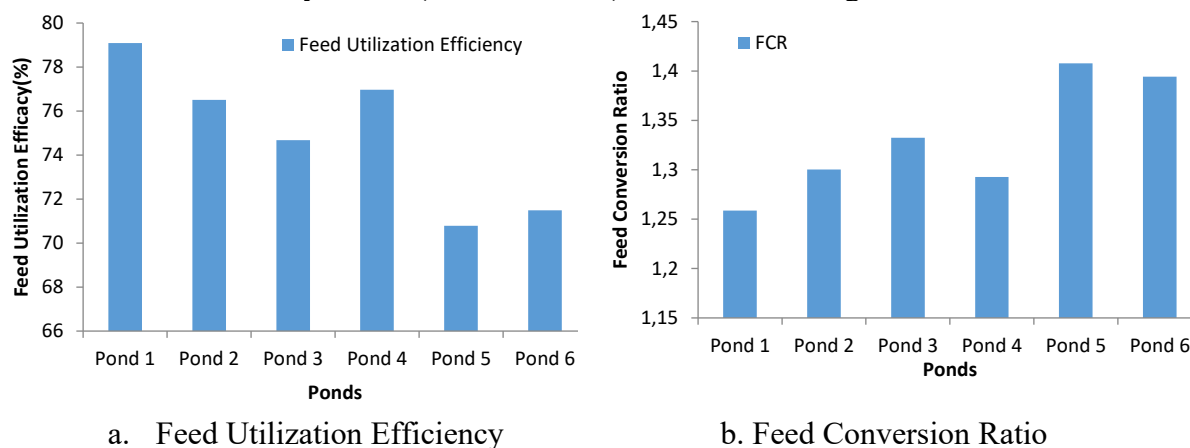 Feed Utilization Efficacy(%)
80
78
76
74
72
70
68
66
Feed Utilization Efficiency
Pond 1 Pond 2 Pond 3 Pond 4 Pond 5 Pond 6
Ponds
a. Feed Utilization Efficiency
Feed Conversion Ratio
1,45
1,4
1,35
1,3
1,25
1,2
1,15
FCR
Pond 1 Pond 2 Pond 3 Pond 4 Pond 5 Pond 6
Ponds
b. Feed Conversion Ratio